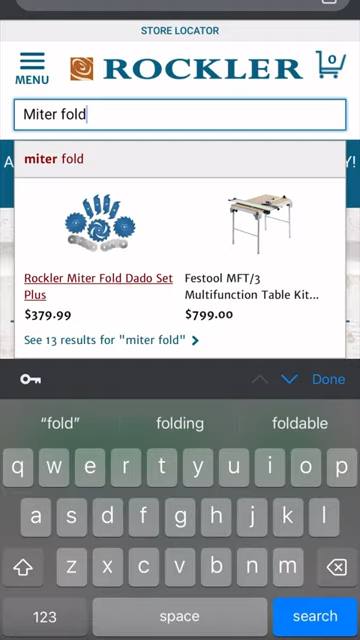 STORE LOCATOR
MENU
ROCKLER
0
Miter fold
A
Y!
miter fold
Rockler Miter Fold Dado Set
Plus
$379.99
Festool MFT/3
Multifunction Table Kit...
$799.00
See 13 results for "miter fold"
Done
“fold”
folding
foldable
q w e r t y u i o p
a s d f g h j k l
z x c v b n m
123
space
search